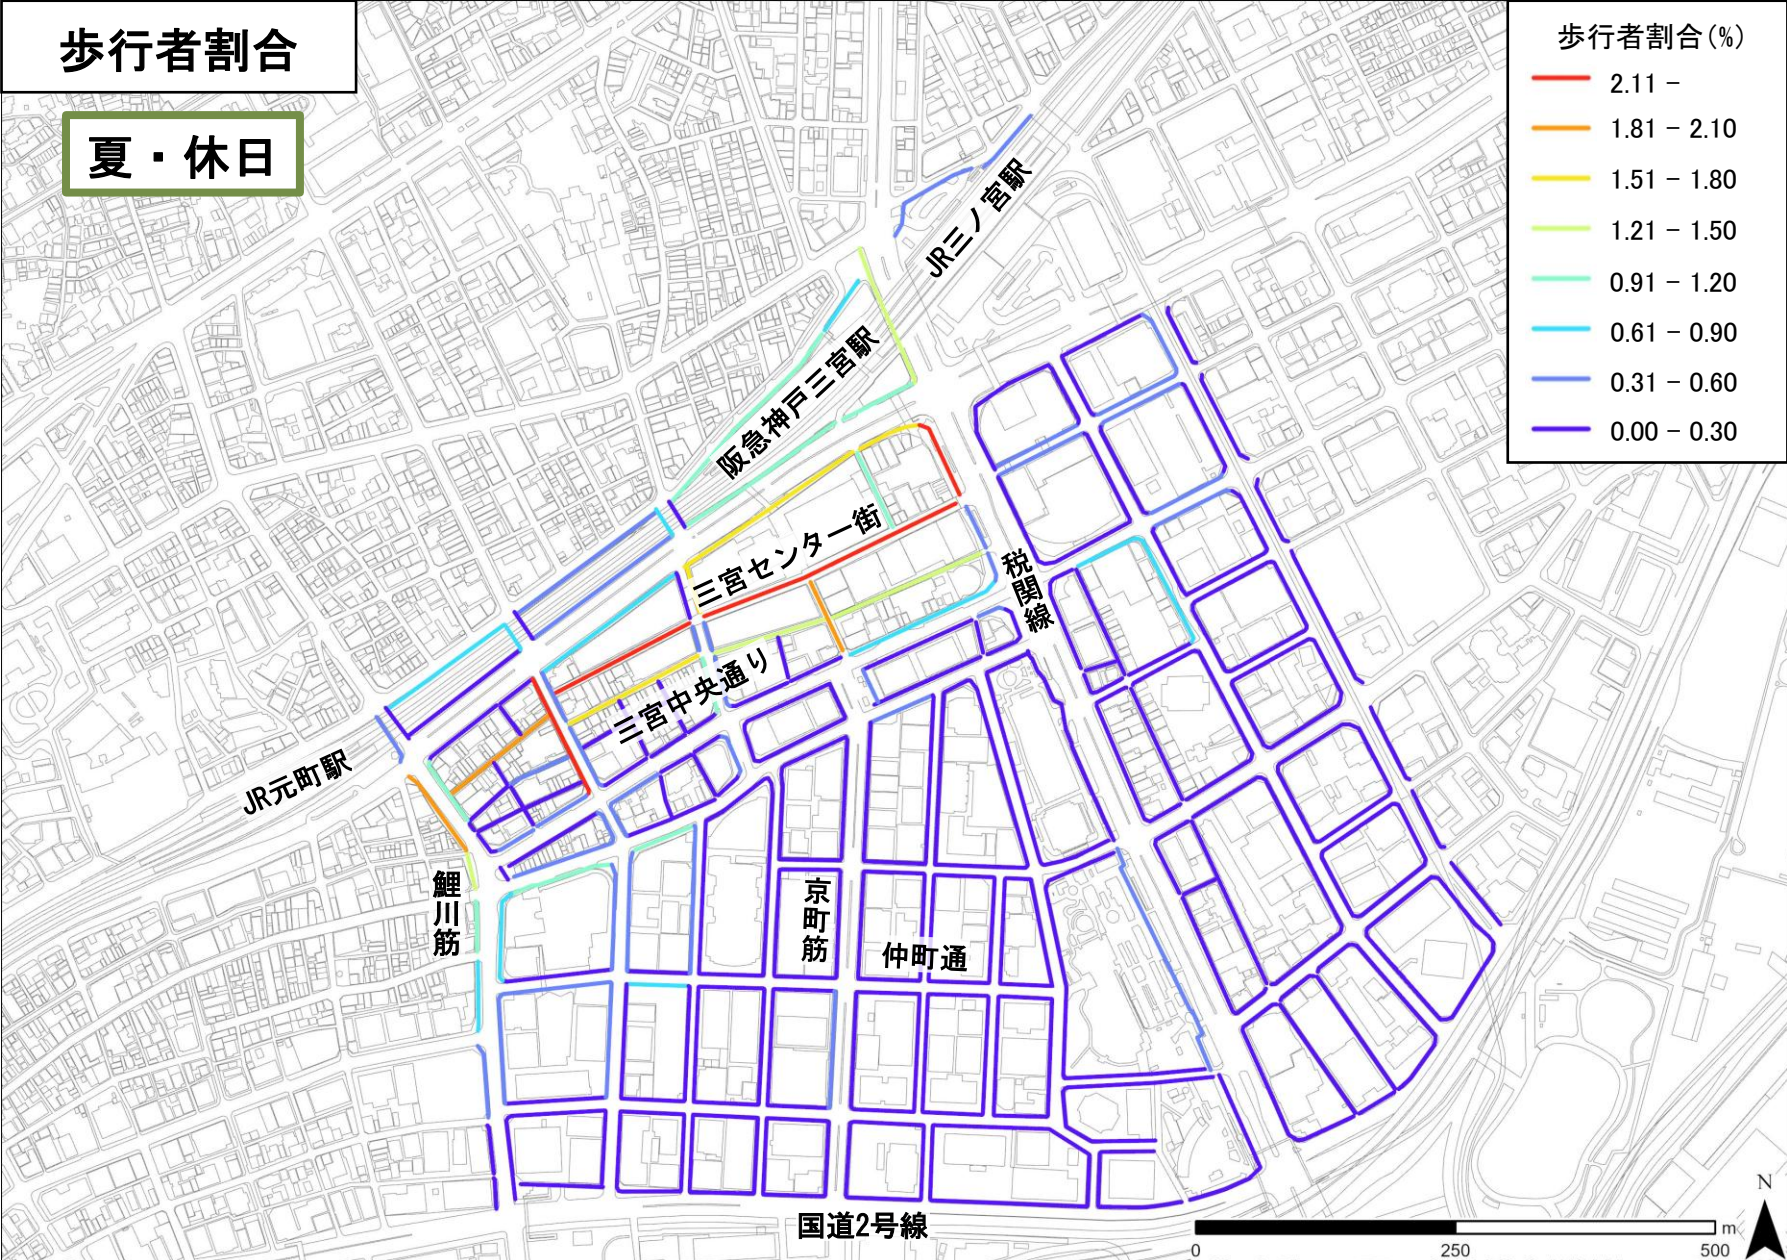 歩行者割合
夏・休日
歩行者割合(%)
2.11 −
1.81 − 2.10
1.51 − 1.80
1.21 − 1.50
0.91 − 1.20
0.61 − 0.90
0.31 − 0.60
0.00 − 0.30
JR三ノ宮駅
阪急神戸三宮駅
三宮センター街
税関線
三宮中央通り
JR元町駅
鯉川筋
京町筋
仲町通
国道2号線
N
m
0 250 500